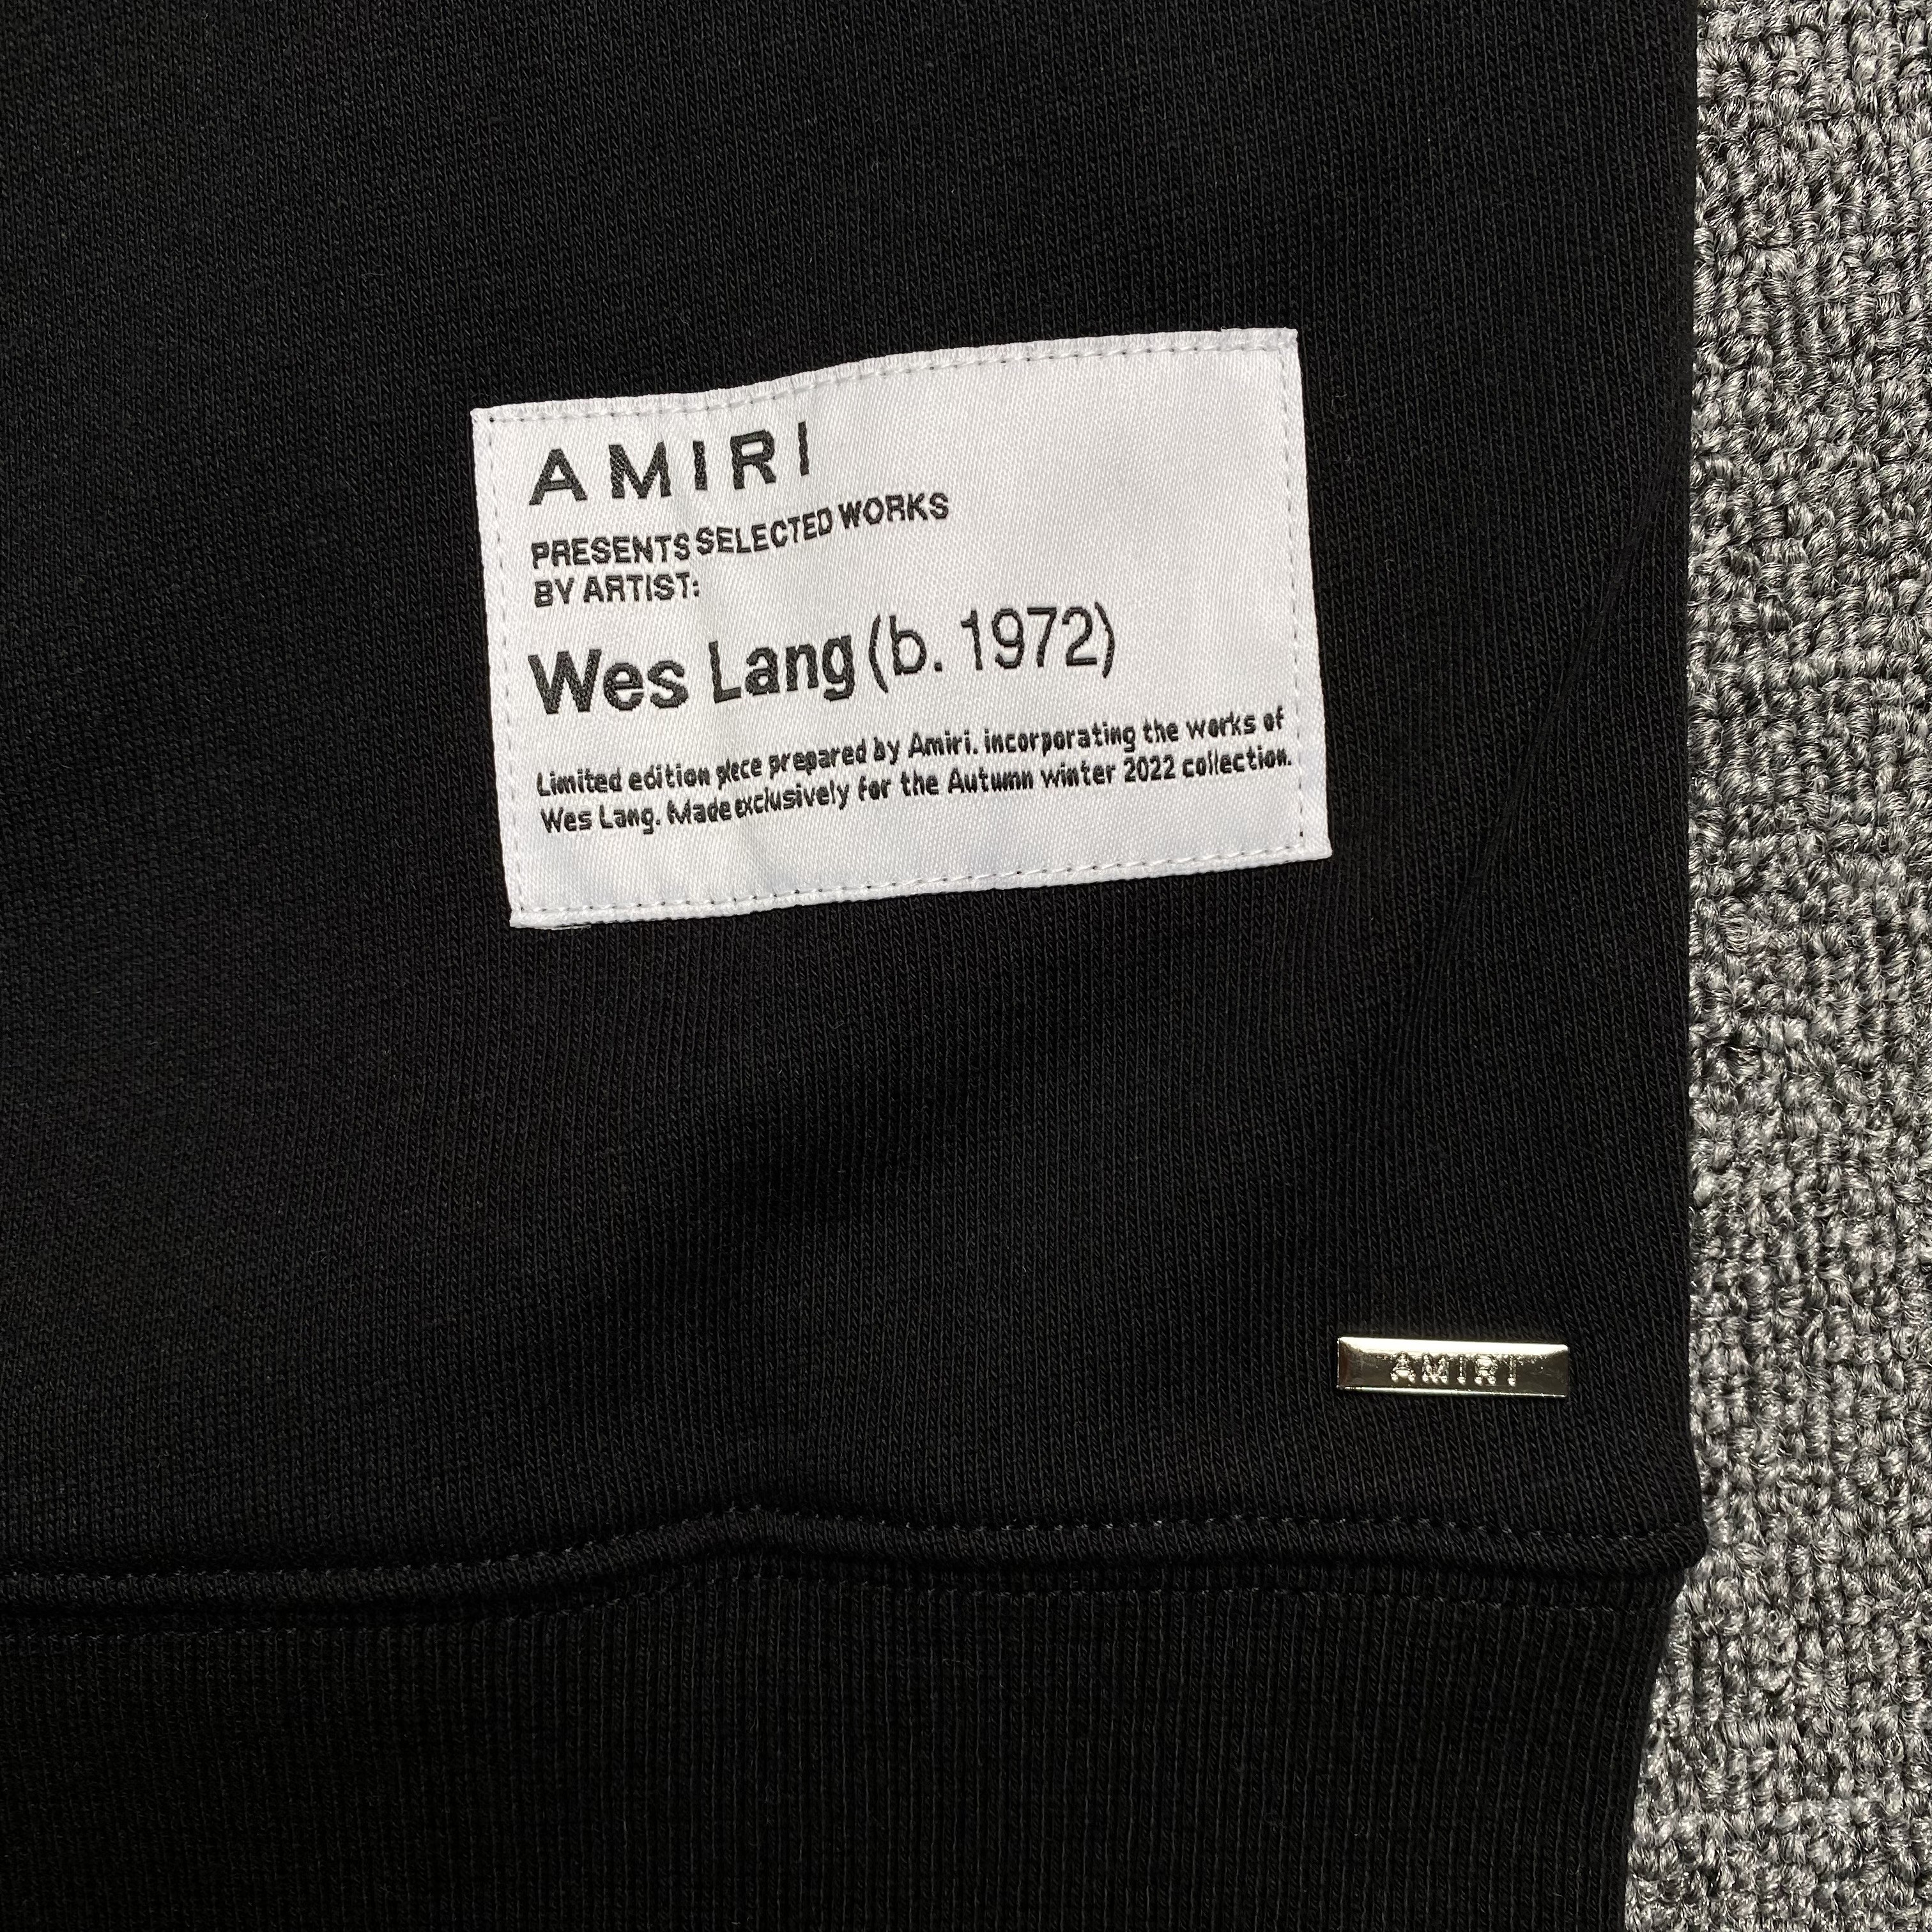 AMIRI
PRESENTS SELECTED WORKS
BY ARTIST:
Wes Lang (b. 1972)
Limited edition piece prepared by Amiri. incorporating the works of
Wes Lang. Made exclusively for the Autumn winter 2022 collection.
AMIRI